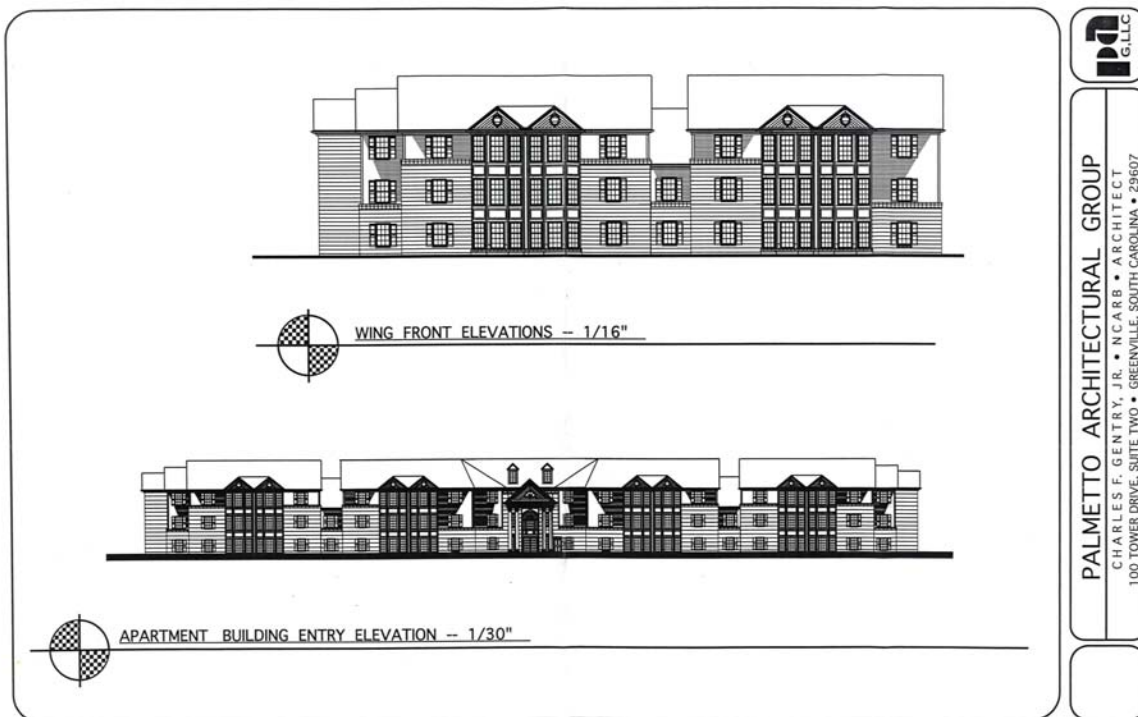 WING FRONT ELEVATIONS -- 1/16"
APARTMENT BUILDING ENTRY ELEVATION -- 1/30"
G,LLC
PALMETTO ARCHITECTURAL GROUP
CHARLES F. GENTRY, JR. • NCARB • ARCHITECT
100 TOWER DRIVE, SUITE TWO • GREENVILLE, SOUTH CAROLINA • 29607